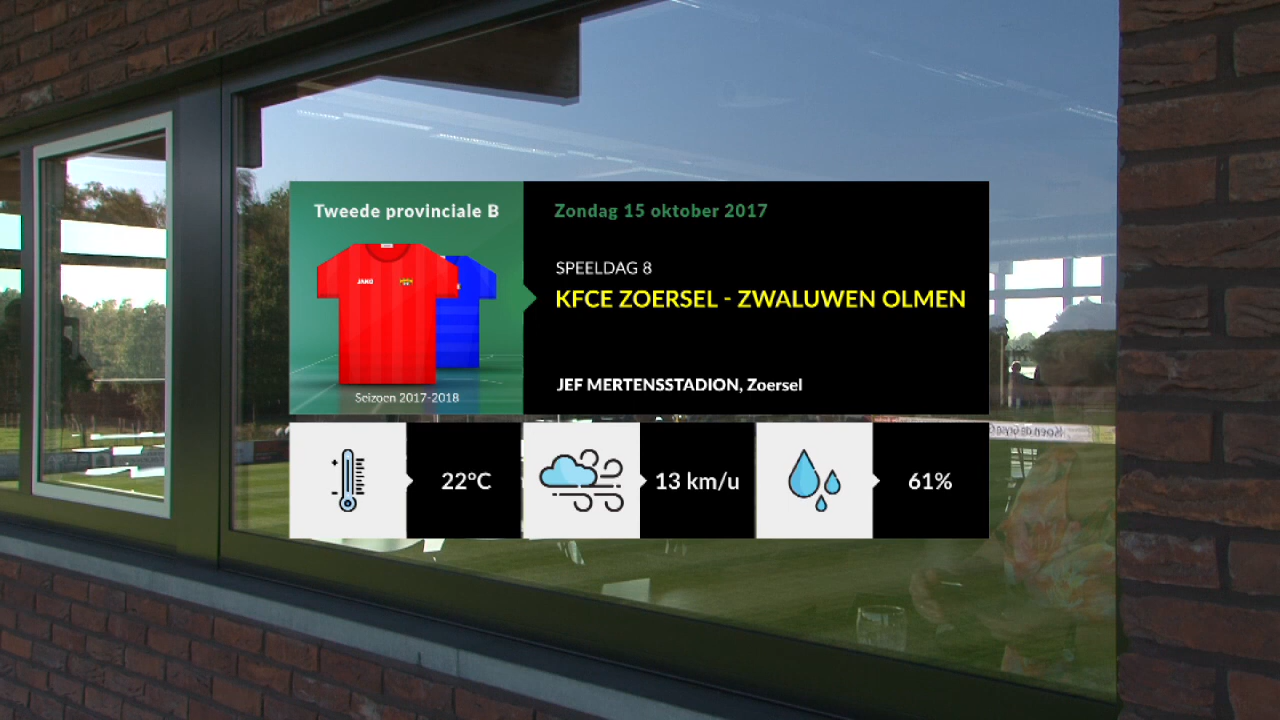 Tweede provinciale B
JAKO
Seizoen 2017-2018
Zondag 15 oktober 2017
SPEELDAG 8
KFCE ZOERSEL - ZWALUWEN OLMEN
JEF MERTENSSTADION, Zoersel
22°C
13 km/u
61%